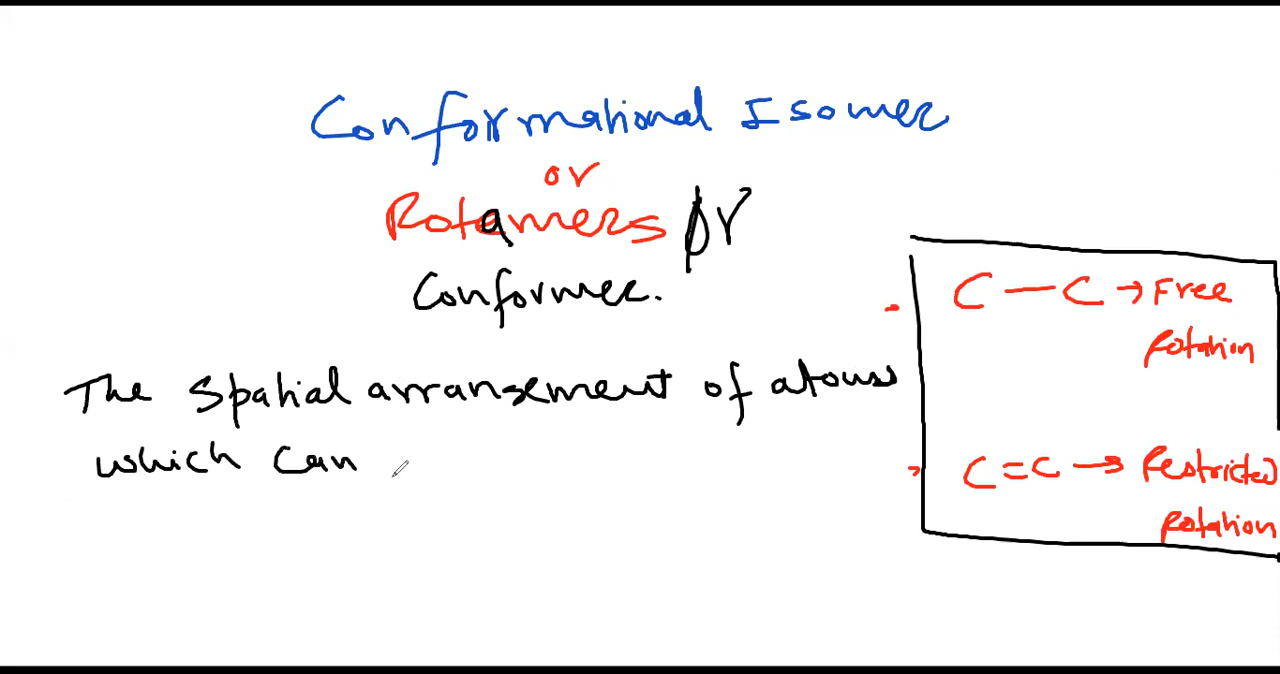 Conformational Isomer
or
Rotamers or
Conformer.
The spatial arrangement of atoms
which can
C — C → Free
rotation
C = C → Restricted
rotation